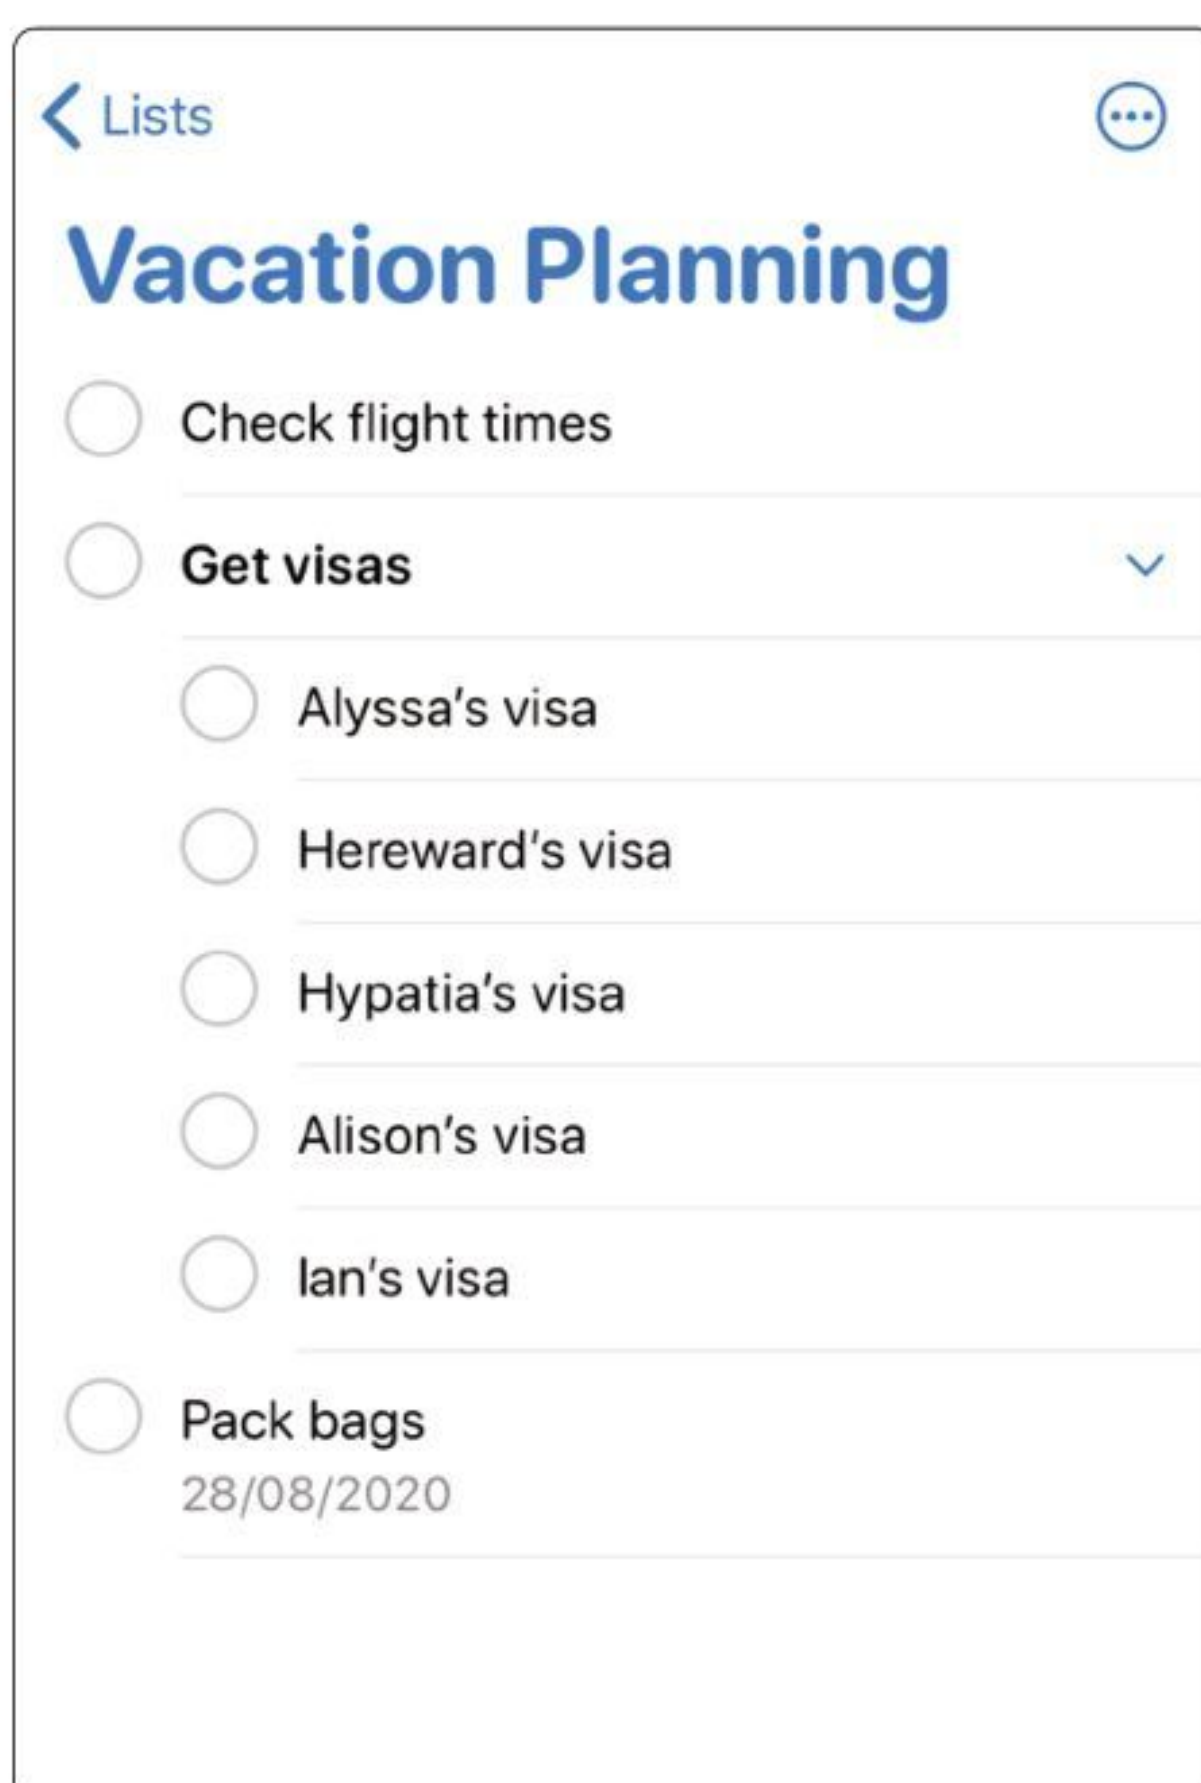 Lists
Vacation Planning
Check flight times
Get visas
Alyssa's visa
Hereward's visa
Hypatia's visa
Alison's visa
Ian's visa
Pack bags
28/08/2020